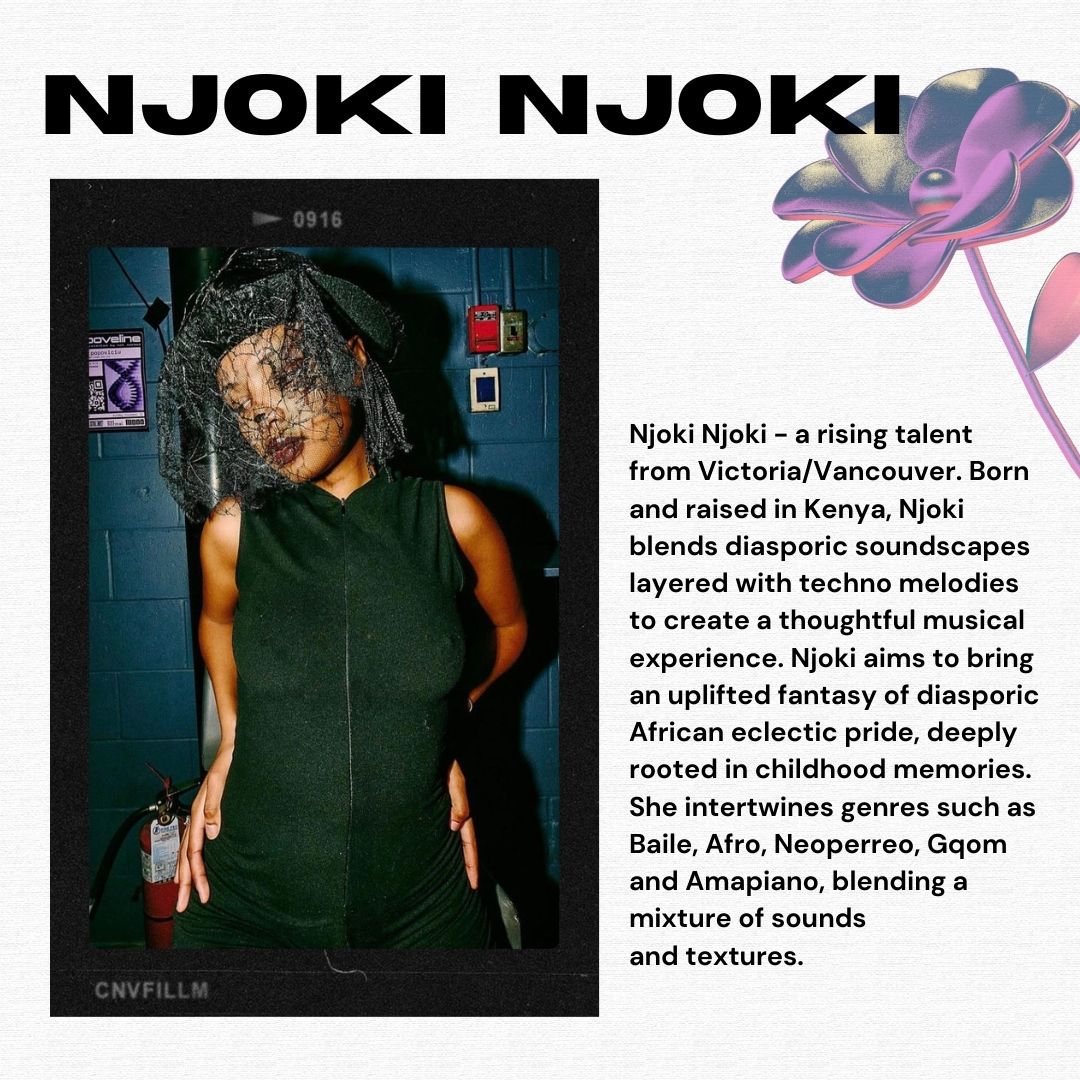 NJOKI NJOKI
0916
poveline
popoviciu
Njoki Njoki – a rising talent
from Victoria/Vancouver. Born
and raised in Kenya, Njoki
blends diasporic soundscapes
layered with techno melodies
to create a thoughtful musical
experience. Njoki aims to bring
an uplifted fantasy of diasporic
African eclectic pride, deeply
rooted in childhood memories.
She intertwines genres such as
Baile, Afro, Neoperreo, Gqom
and Amapiano, blending a
mixture of sounds
and textures.
CNVFILLM